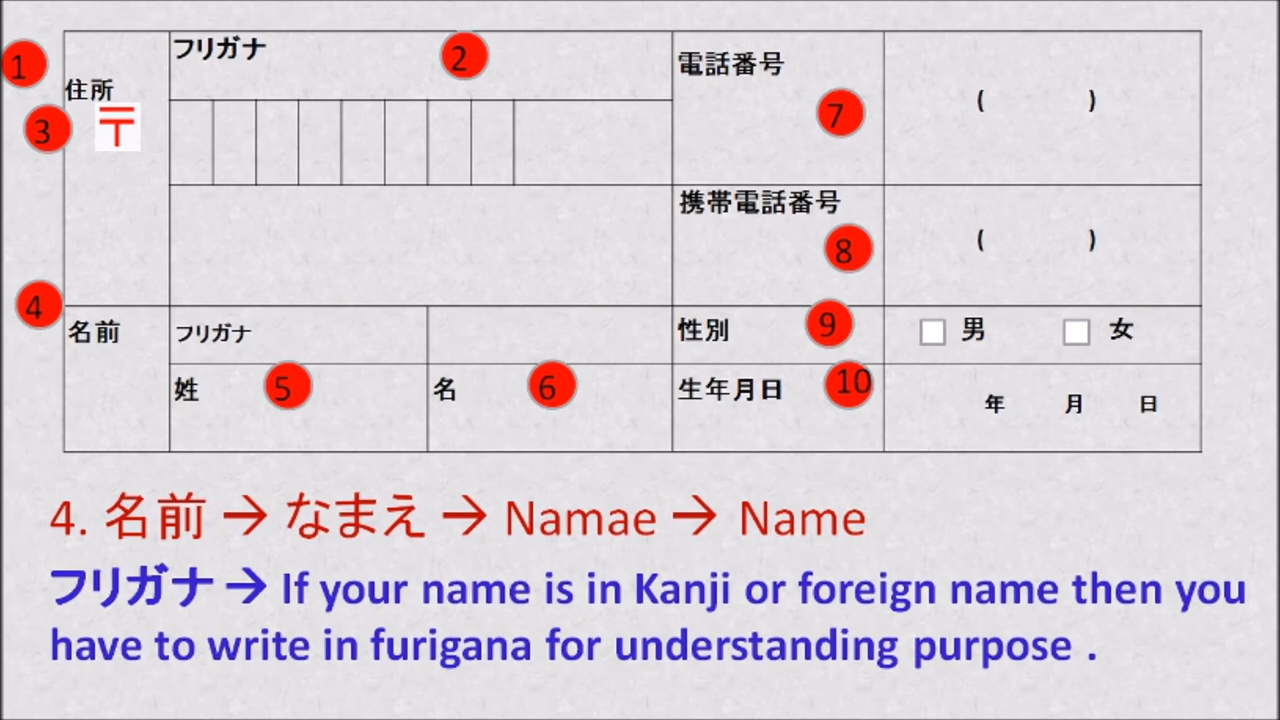 1
住所
3
〒
フリガナ
2
電話番号
7
( )
携帯電話番号
8
( )
4
名前
フリガナ
姓
5
名
6
性別
9
男
女
生年月日
10
年 月 日
4. 名前 → なまえ → Namae → Name
フリガナ → If your name is in Kanji or foreign name then you
have to write in furigana for understanding purpose .